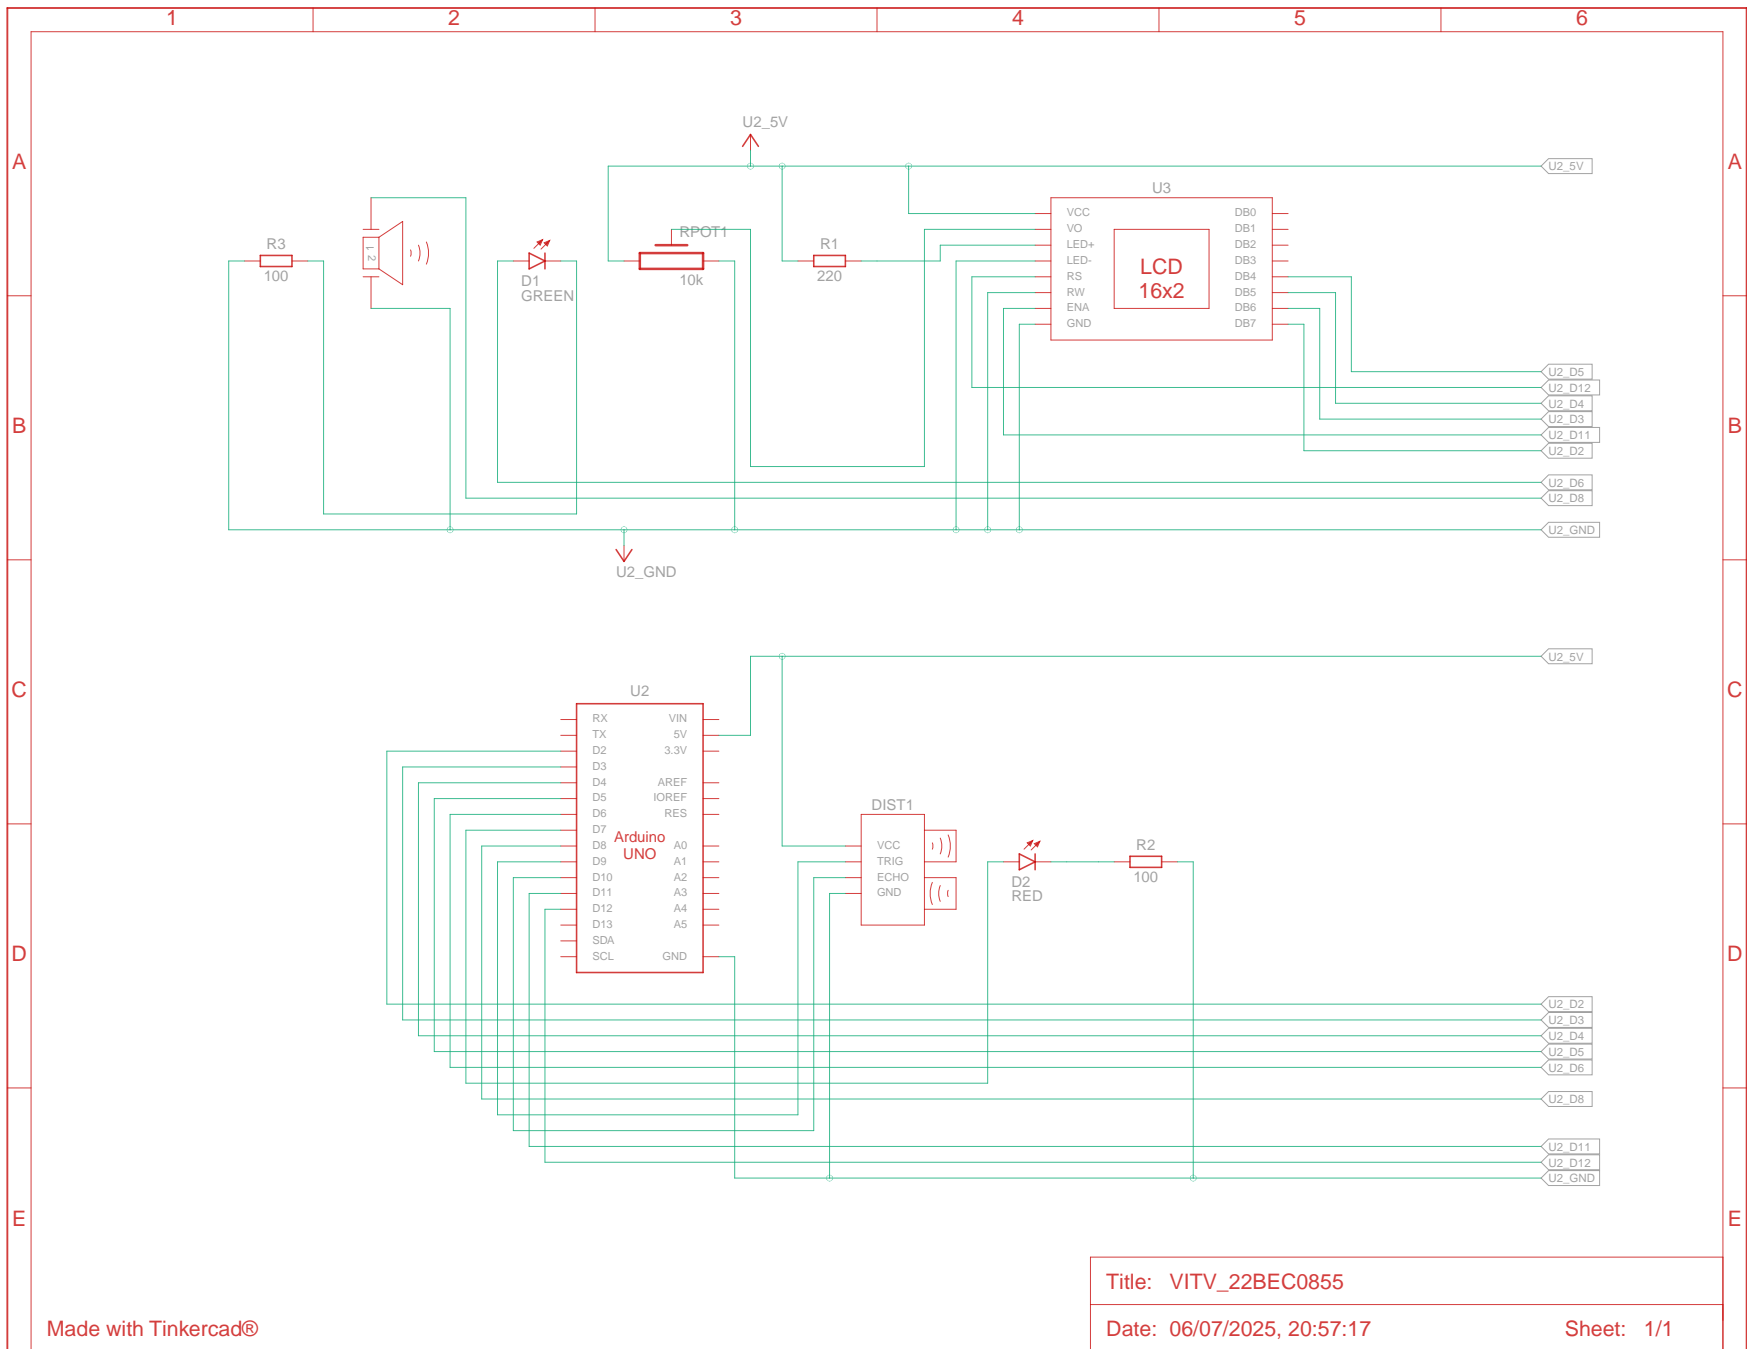 1 2 3 4 5 6
A A
B B
C C
D D
E E
U2_5V
U2_5V
R3
100
1
2
D1
GREEN
RPOT1
10k
R1
220
U3
VCC
VO
LED+
LED-
RS
RW
ENA
GND
LCD
16x2
DB0
DB1
DB2
DB3
DB4
DB5
DB6
DB7
U2_D5
U2_D12
U2_D4
U2_D3
U2_D11
U2_D2
U2_D6
U2_D8
U2_GND
U2_GND
U2_5V
U2
RX VIN
TX 5V
D2 3.3V
D3
D4 AREF
D5 IOREF
D6 RES
D7
Arduino
UNO
D8 A0
D9 A1
D10 A2
D11 A3
D12 A4
D13 A5
SDA
SCL GND
DIST1
VCC
TRIG
ECHO
GND
D2
RED
R2
100
U2_D2
U2_D3
U2_D4
U2_D5
U2_D6
U2_D8
U2_D11
U2_D12
U2_GND
Title: VITV_22BEC0855
Made with Tinkercad®
Date: 06/07/2025, 20:57:17 Sheet: 1/1